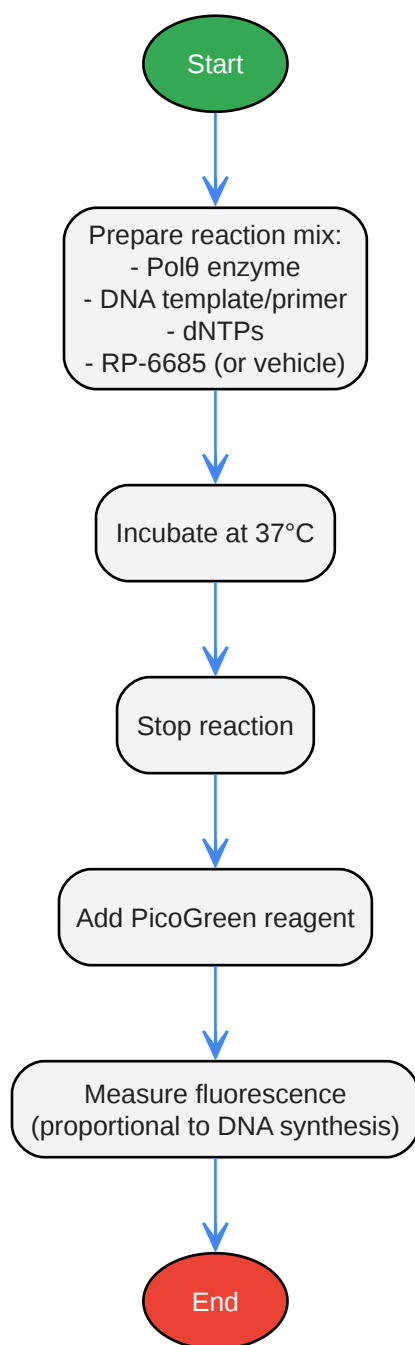 Start
Prepare reaction mix:
- Polθ enzyme
- DNA template/primer
- dNTPs
- RP-6685 (or vehicle)
Incubate at 37°C
Stop reaction
Add PicoGreen reagent
Measure fluorescence
(proportional to DNA synthesis)
End